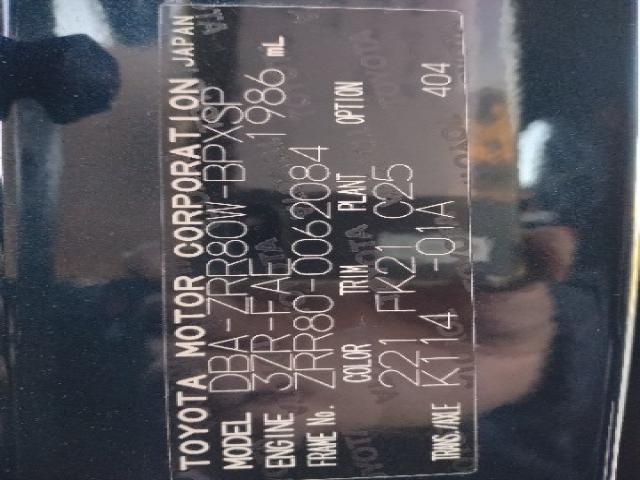 TOYOTA MOTOR CORPORATION JAPAN
MODEL DBA-ZRR80W-BPXSP
ENGINE 3ZR-FAE 1986 mL
FRAME No. ZRR80-0062084
COLOR TRIM PLANT OPTION
221 FK21 C25
TRANS/AXLE K114 -01A 404